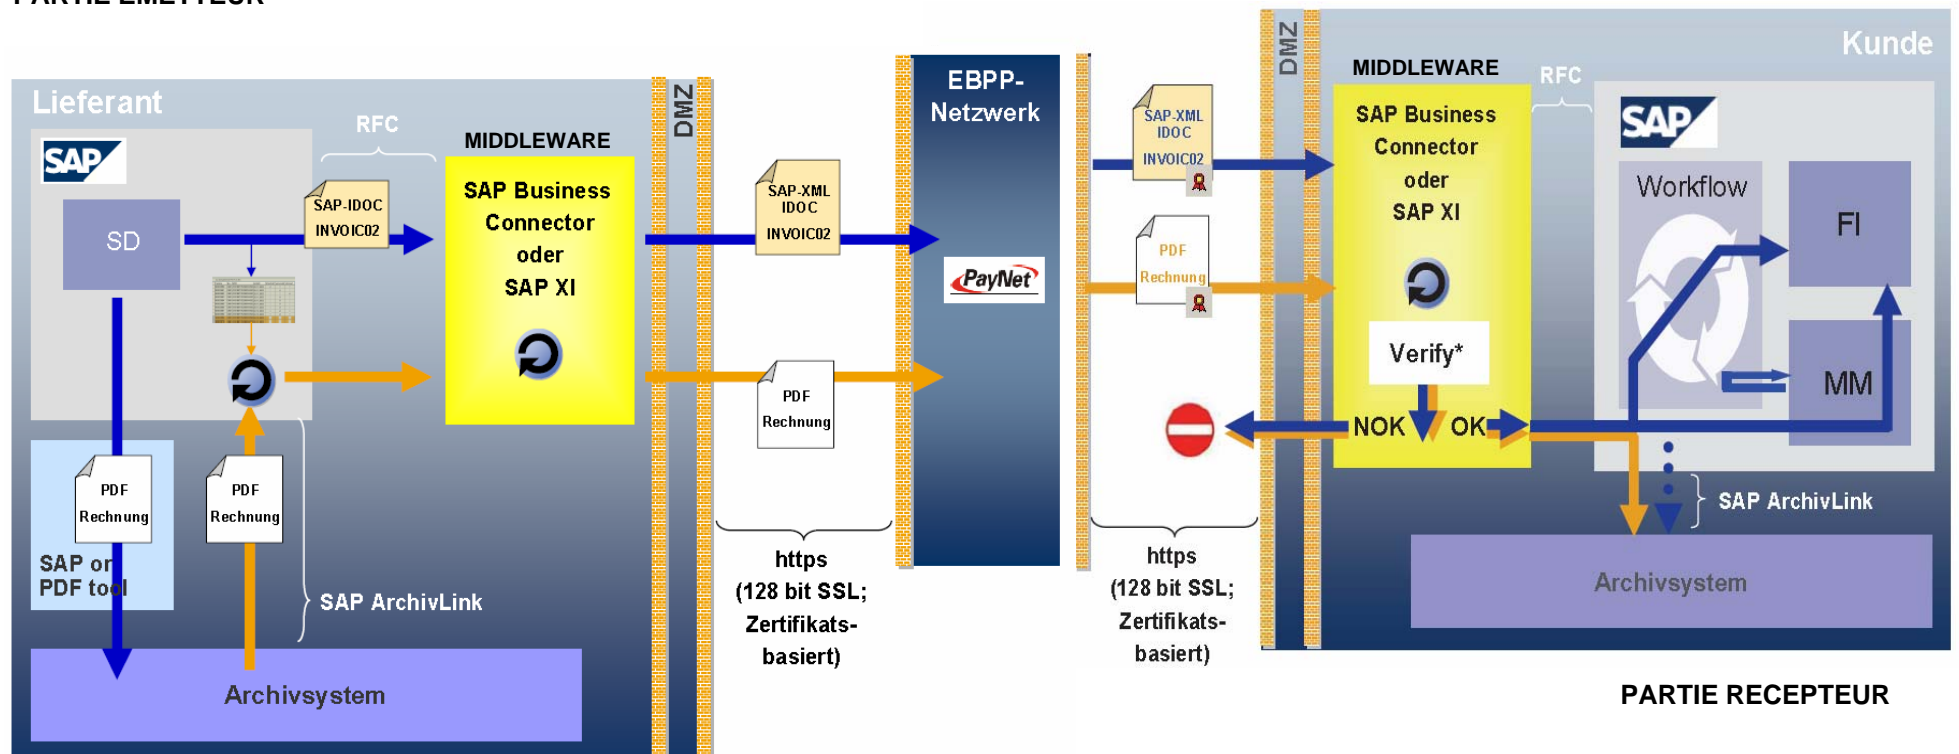 PARTIE EMETTEUR
Lieferant
SAP
SD
RFC
SAP-IDOC
INVOIC02
MIDDLEWARE
SAP Business
Connector
oder
SAP XI
PDF
Rechnung
SAP or
PDF tool
PDF
Rechnung
SAP ArchivLink
Archivsystem
DMZ
SAP-XML
IDOC
INVOIC02
PDF
Rechnung
https
(128 bit SSL;
Zertifikats-
basiert)
EBPP-
Netzwerk
PayNet
SAP-XML
IDOC
INVOIC02
PDF
Rechnung
https
(128 bit SSL;
Zertifikats-
basiert)
DMZ
Kunde
MIDDLEWARE
SAP Business
Connector
oder
SAP XI
Verify*
NOK
OK
RFC
SAP
Workflow
FI
MM
SAP ArchivLink
Archivsystem
PARTIE RECEPTEUR